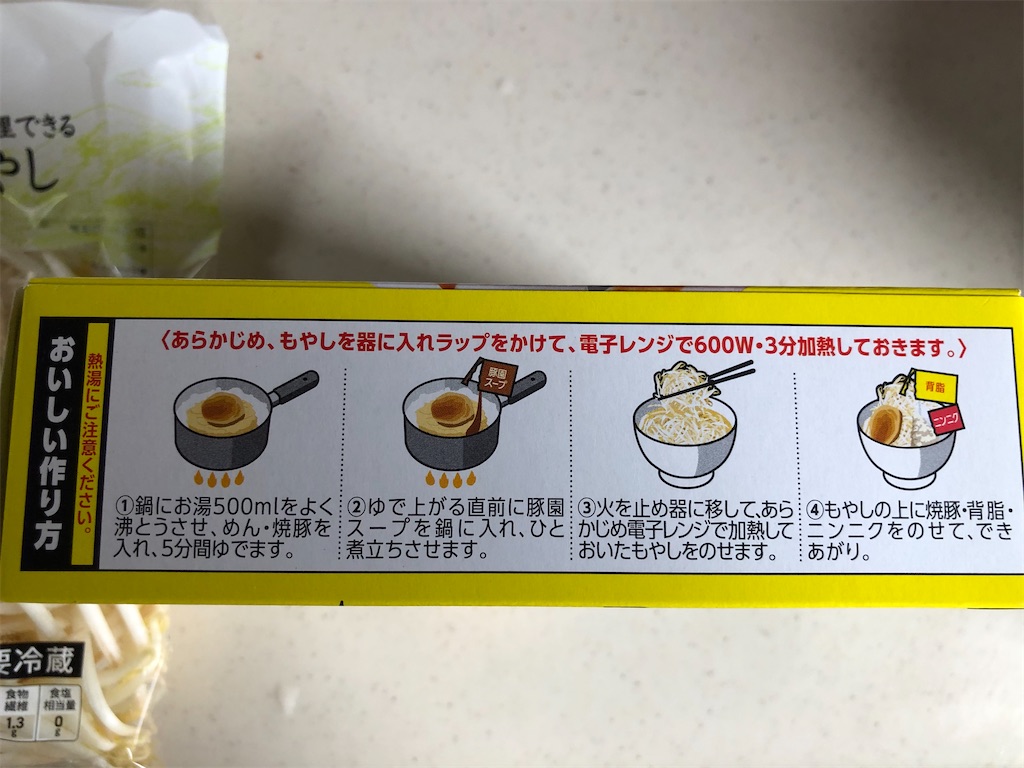 できる
やし
おいしい作り方
熱湯にご注意ください。
〈あらかじめ、もやしを器に入れラップをかけて、電子レンジで600W・3分加熱しておきます。〉
豚園
スープ
背脂
ニンニク
①鍋にお湯500mlをよく
沸とうさせ、めん・焼豚を
入れ、5分間ゆでます。
②ゆで上がる直前に豚園
スープを鍋に入れ、ひと
煮立ちさせます。
③火を止め器に移して、あら
かじめ電子レンジで加熱して
おいたもやしをのせます。
④もやしの上に焼豚・背脂・
ニンニクをのせて、でき
あがり。
要冷蔵
食物
繊維
1.3
g
食塩
相当量
0
g